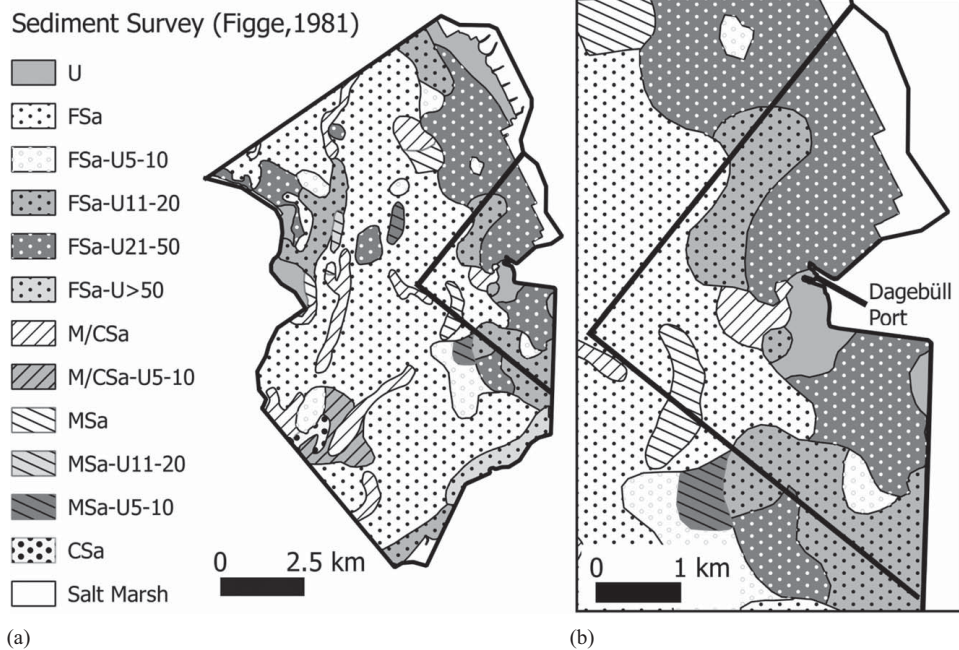 Sediment Survey (Figge,1981)
U
FSa
FSa-U5-10
FSa-U11-20
FSa-U21-50
FSa-U>50
M/CSa
M/CSa-U5-10
MSa
MSa-U11-20
MSa-U5-10
CSa
Salt Marsh
0 2.5 km
Dagebüll
Port
0 1 km
(a)
(b)